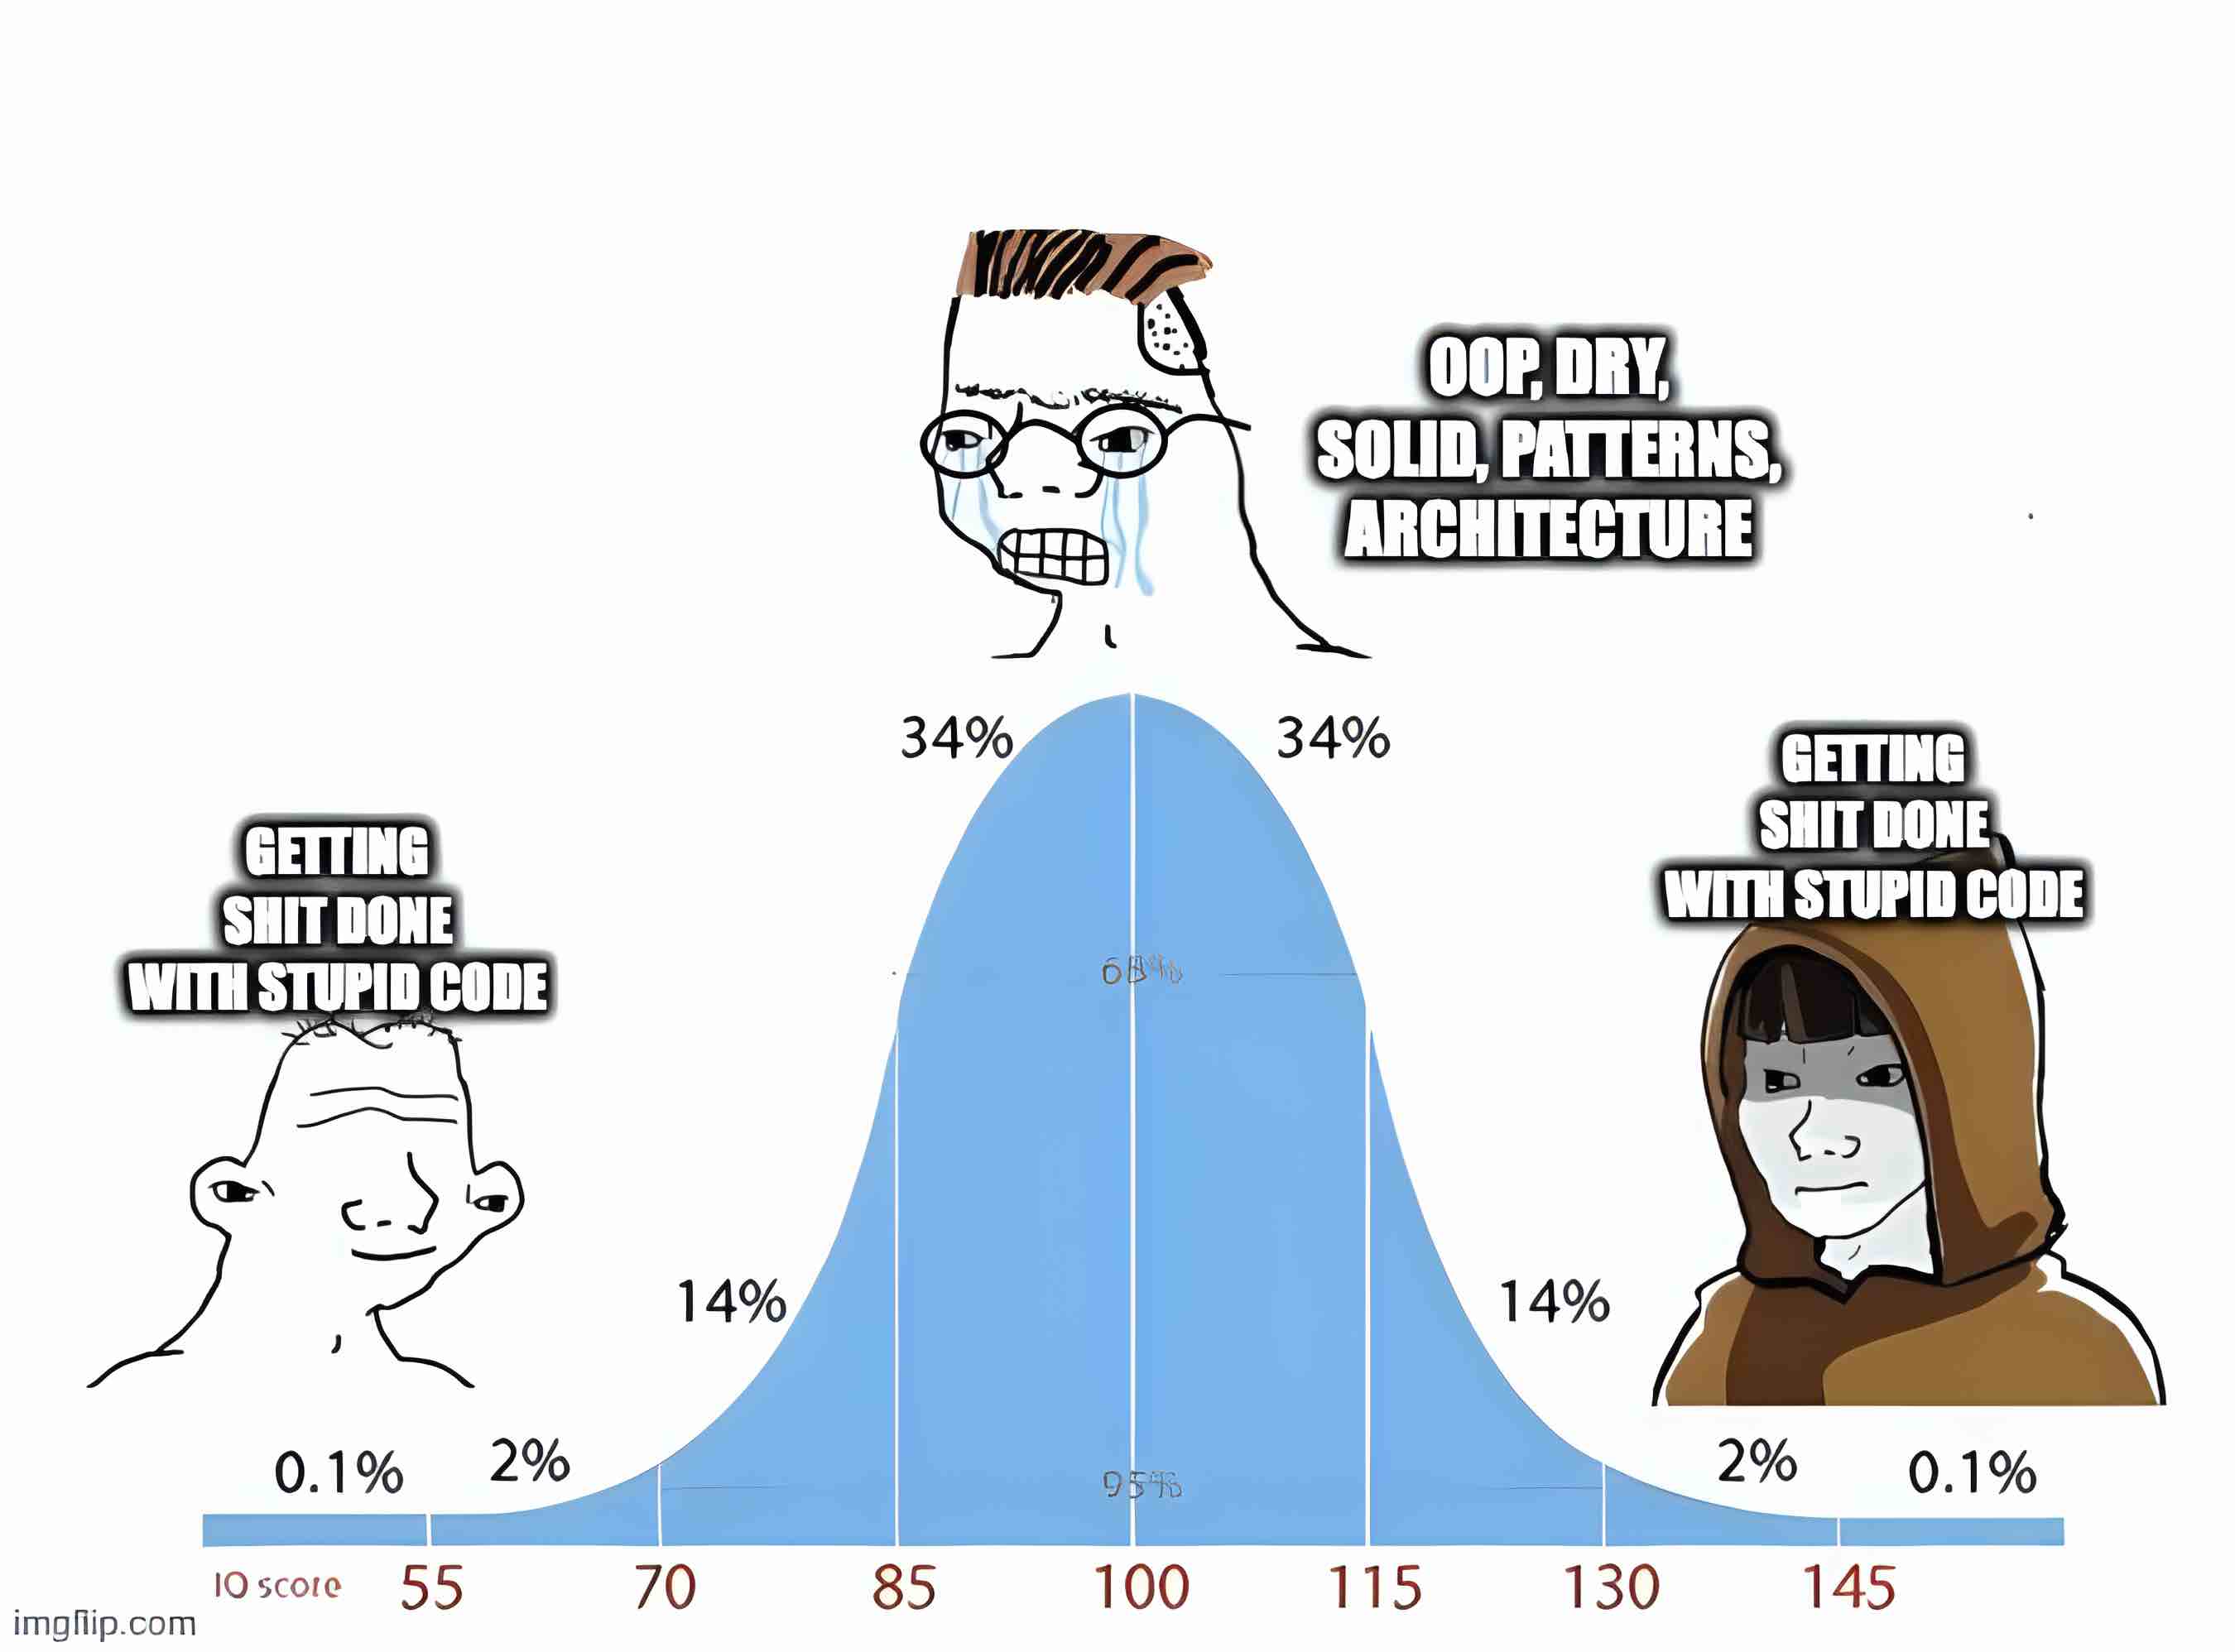 OOP, DRY,
SOLID, PATTERNS,
ARCHITECTURE
34%
34%
GETTING
SHIT DONE
WITH STUPID CODE
GETTING
SHIT DONE
WITH STUPID CODE
68%
14%
14%
0.1%
2%
95%
2%
0.1%
IQ score
55
70
85
100
115
130
145
imgflip.com